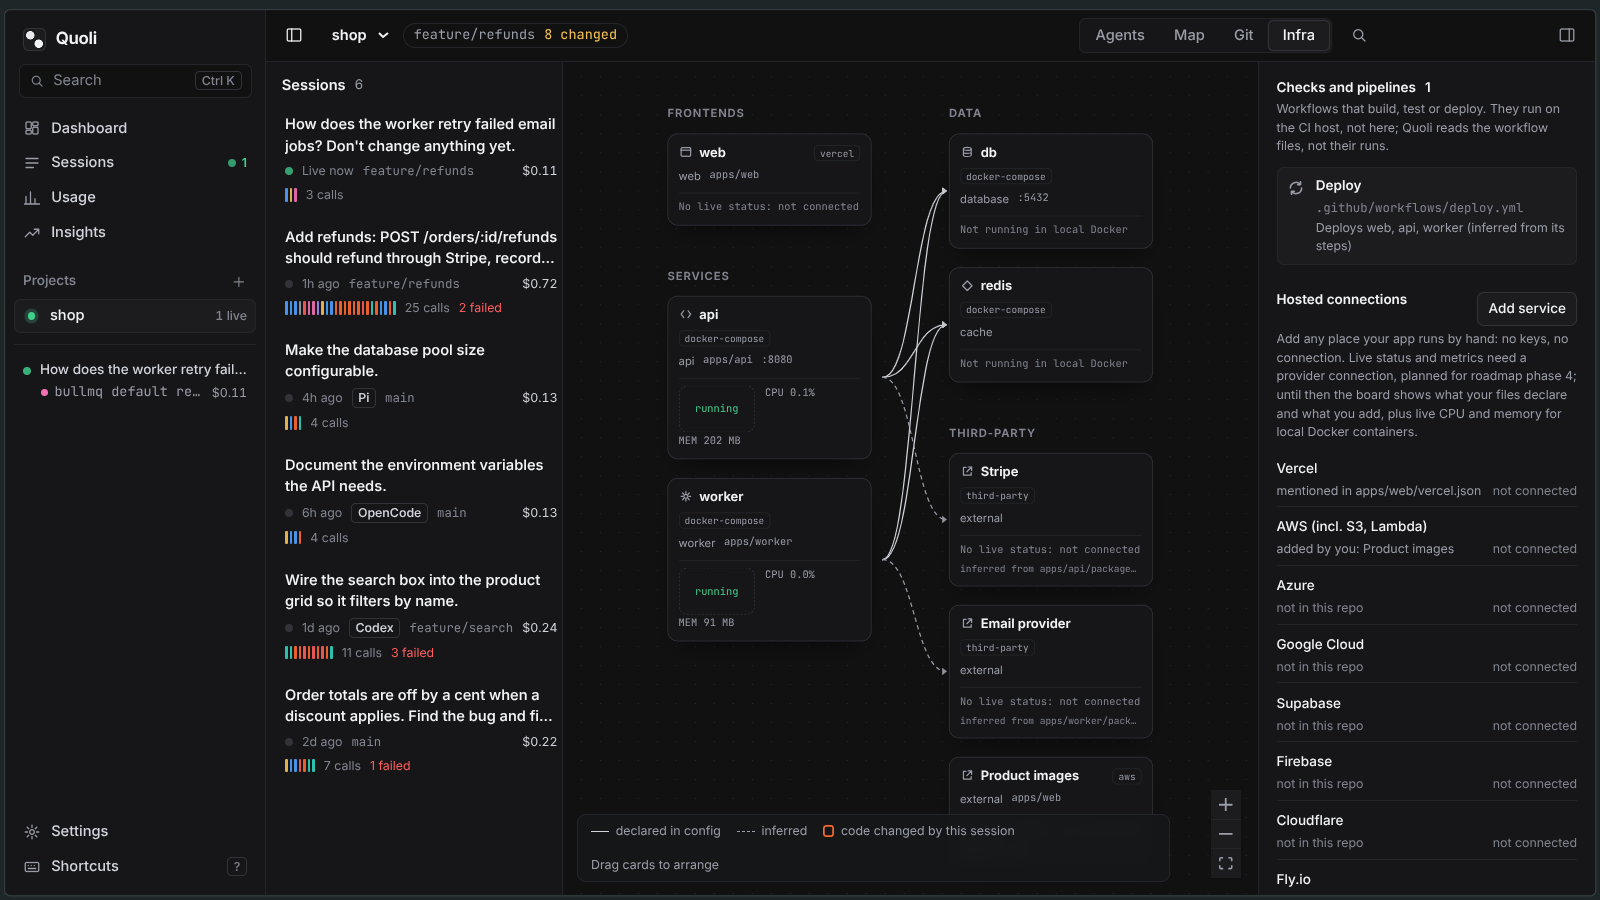 Quoli
Search
Ctrl K
Dashboard
Sessions
1
Usage
Insights
Projects
shop
1 live
How does the worker retry fail...
bullmq default re…
$0.11
Settings
Shortcuts
?
shop
feature/refunds 8 changed
Agents
Map
Git
Infra
Sessions 6
How does the worker retry failed email
jobs? Don't change anything yet.
Live now feature/refunds $0.11
3 calls
Add refunds: POST /orders/:id/refunds
should refund through Stripe, record...
1h ago feature/refunds $0.72
25 calls 2 failed
Make the database pool size
configurable.
4h ago Pi main $0.13
4 calls
Document the environment variables
the API needs.
6h ago OpenCode main $0.13
4 calls
Wire the search box into the product
grid so it filters by name.
1d ago Codex feature/search $0.24
11 calls 3 failed
Order totals are off by a cent when a
discount applies. Find the bug and fi...
2d ago main $0.22
7 calls 1 failed
FRONTENDS
web
vercel
web apps/web
No live status: not connected
SERVICES
api
docker-compose
api apps/api :8080
running
CPU 0.1%
MEM 202 MB
worker
docker-compose
worker apps/worker
running
CPU 0.0%
MEM 91 MB
DATA
db
docker-compose
database :5432
Not running in local Docker
redis
docker-compose
cache
Not running in local Docker
THIRD-PARTY
Stripe
third-party
external
No live status: not connected
inferred from apps/api/package…
Email provider
third-party
external
No live status: not connected
inferred from apps/worker/pack…
Product images
aws
external apps/web
declared in config
inferred
code changed by this session
Drag cards to arrange
Checks and pipelines 1
Workflows that build, test or deploy. They run on
the CI host, not here; Quoli reads the workflow
files, not their runs.
Deploy
.github/workflows/deploy.yml
Deploys web, api, worker (inferred from its
steps)
Hosted connections
Add service
Add any place your app runs by hand: no keys, no
connection. Live status and metrics need a
provider connection, planned for roadmap phase 4;
until then the board shows what your files declare
and what you add, plus live CPU and memory for
local Docker containers.
Vercel
mentioned in apps/web/vercel.json not connected
AWS (incl. S3, Lambda)
added by you: Product images not connected
Azure
not in this repo not connected
Google Cloud
not in this repo not connected
Supabase
not in this repo not connected
Firebase
not in this repo not connected
Cloudflare
not in this repo not connected
Fly.io